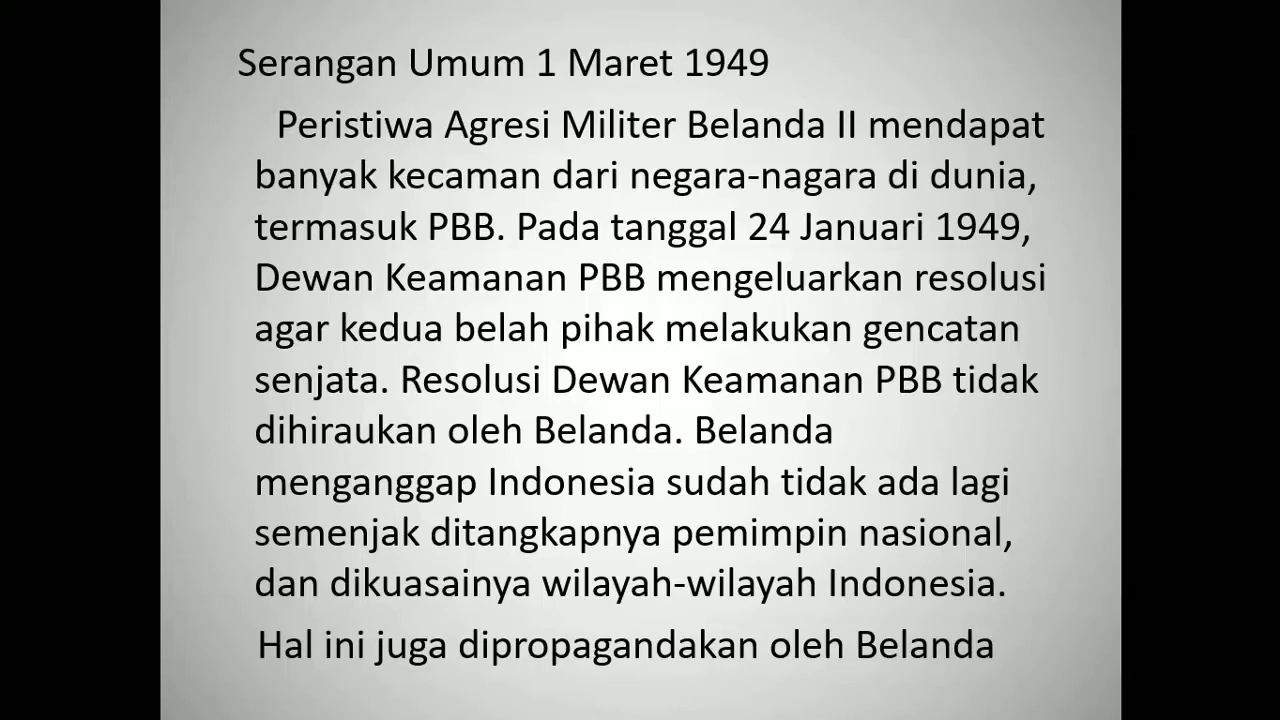 Serangan Umum 1 Maret 1949
Peristiwa Agresi Militer Belanda II mendapat
banyak kecaman dari negara-nagara di dunia,
termasuk PBB. Pada tanggal 24 Januari 1949,
Dewan Keamanan PBB mengeluarkan resolusi
agar kedua belah pihak melakukan gencatan
senjata. Resolusi Dewan Keamanan PBB tidak
dihiraukan oleh Belanda. Belanda
menganggap Indonesia sudah tidak ada lagi
semenjak ditangkapnya pemimpin nasional,
dan dikuasainya wilayah-wilayah Indonesia.
Hal ini juga dipropagandakan oleh Belanda